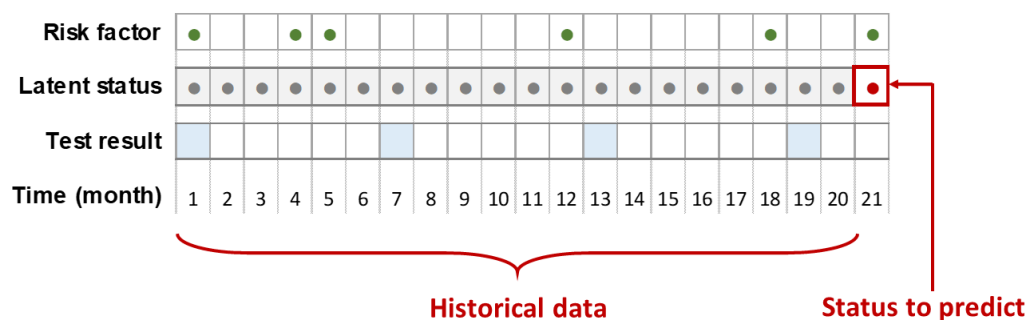 Risk factor
Latent status
Test result
Time (month) 1 2 3 4 5 6 7 8 9 10 11 12 13 14 15 16 17 18 19 20 21
Historical data
Status to predict